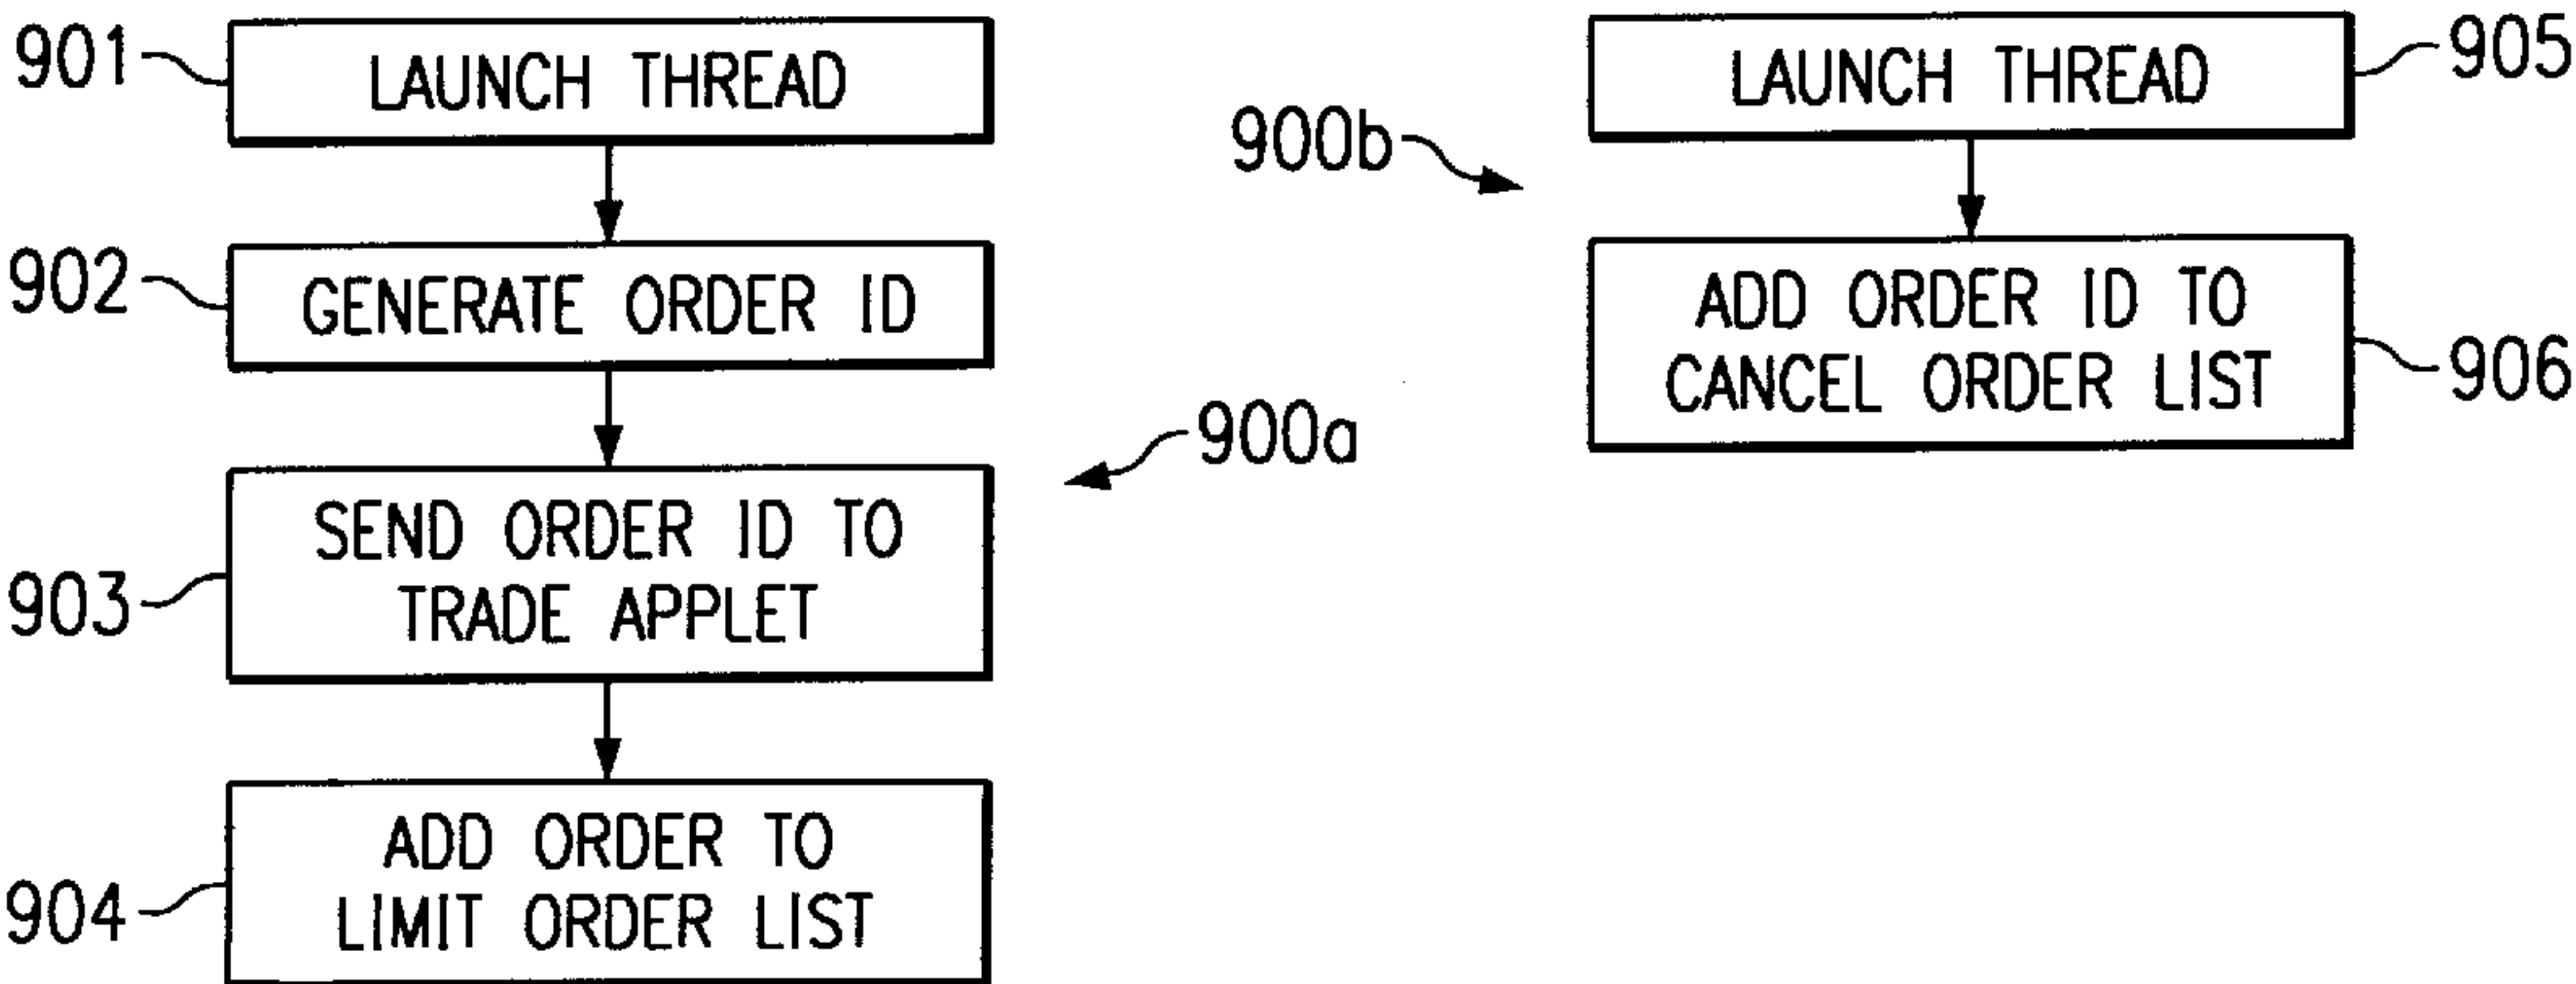 901
LAUNCH THREAD
902
GENERATE ORDER ID
903
SEND ORDER ID TO
TRADE APPLET
904
ADD ORDER TO
LIMIT ORDER LIST
900a
900b
LAUNCH THREAD
905
ADD ORDER ID TO
CANCEL ORDER LIST
906